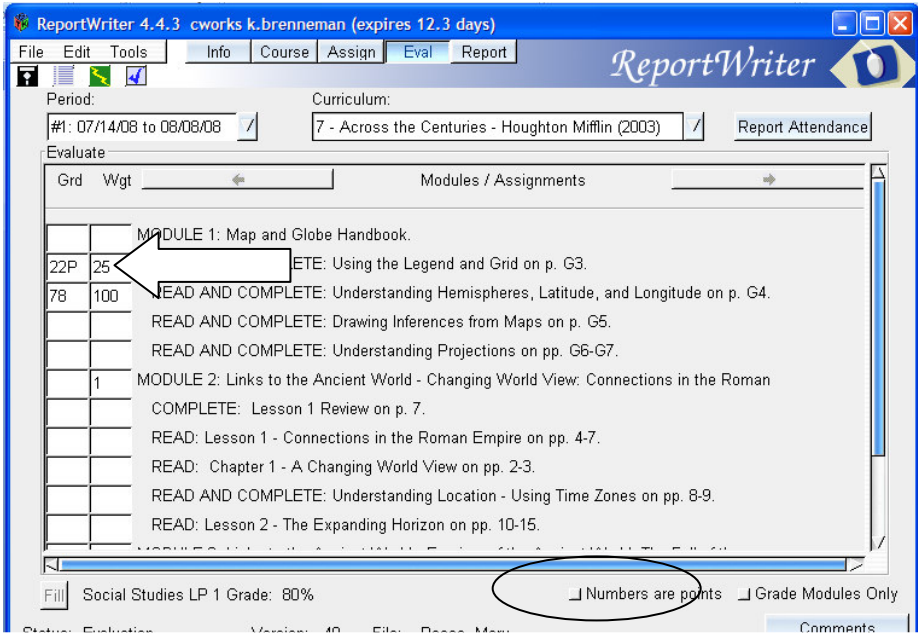 ReportWriter 4.4.3 cworks k.brenneman (expires 12.3 days)
File Edit Tools Info Course Assign Eval Report
ReportWriter
Period: Curriculum:
#1: 07/14/08 to 08/08/08 7 - Across the Centuries - Houghton Mifflin (2003) Report Attendance
Evaluate
Grd Wgt Modules / Assignments
MODULE 1: Map and Globe Handbook.
22P 25 ETE: Using the Legend and Grid on p. G3.
78 100 READ AND COMPLETE: Understanding Hemispheres, Latitude, and Longitude on p. G4.
READ AND COMPLETE: Drawing Inferences from Maps on p. G5.
READ AND COMPLETE: Understanding Projections on pp. G6-G7.
1 MODULE 2: Links to the Ancient World - Changing World View: Connections in the Roman
COMPLETE: Lesson 1 Review on p. 7.
READ: Lesson 1 - Connections in the Roman Empire on pp. 4-7.
READ: Chapter 1 - A Changing World View on pp. 2-3.
READ AND COMPLETE: Understanding Location - Using Time Zones on pp. 8-9.
READ: Lesson 2 - The Expanding Horizon on pp. 10-15.
Fill Social Studies LP 1 Grade: 80% Numbers are points Grade Modules Only
Comments